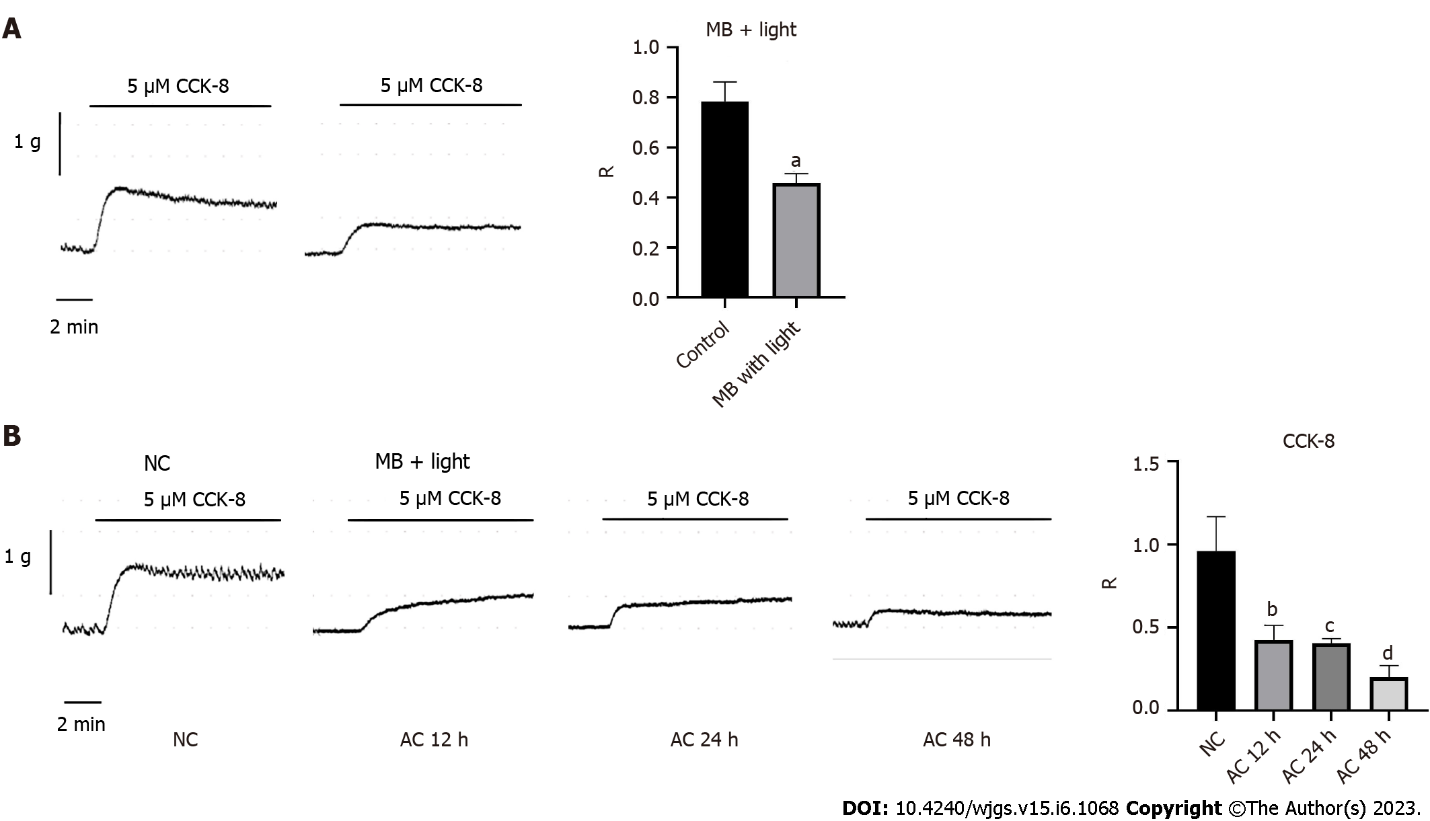 A
5 µM CCK-8
5 µM CCK-8
1 g
2 min
MB + light
1.0
0.8
0.6
0.4
0.2
0.0
R
a
Control
MB with light
B
NC
MB + light
5 µM CCK-8
5 µM CCK-8
5 µM CCK-8
5 µM CCK-8
1 g
2 min
NC
AC 12 h
AC 24 h
AC 48 h
CCK-8
1.5
1.0
0.5
0.0
R
b
c
d
NC
AC 12 h
AC 24 h
AC 48 h
DOI: 10.4240/wjgs.v15.i6.1068 Copyright ©The Author(s) 2023.